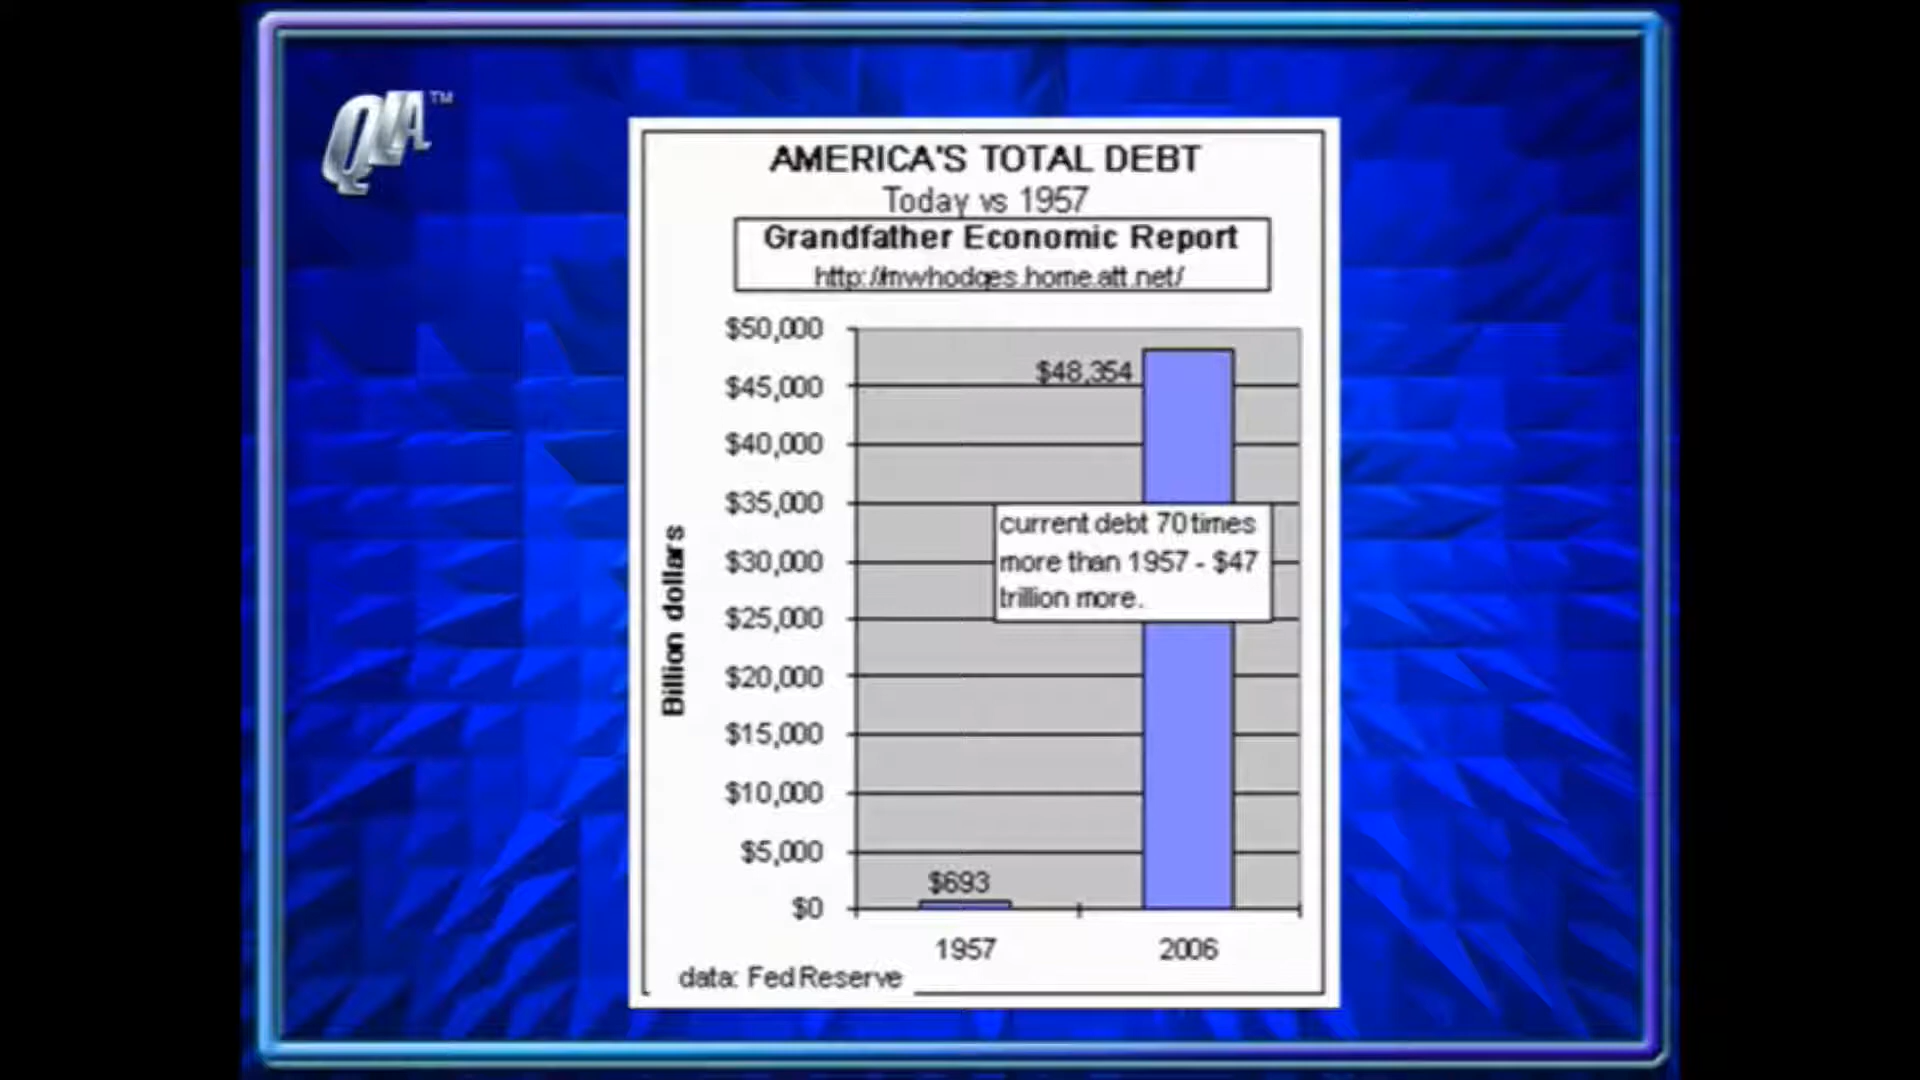 Q&A™
AMERICA'S TOTAL DEBT
Today vs 1957
Grandfather Economic Report
http://mwhodges.home.att.net/
$50,000
$48,354
$45,000
$40,000
$35,000
current debt 70 times
more than 1957 - $47
trillion more.
$30,000
$25,000
$20,000
$15,000
$10,000
$5,000
$693
$0
Billion dollars
1957 2006
data: Fed Reserve